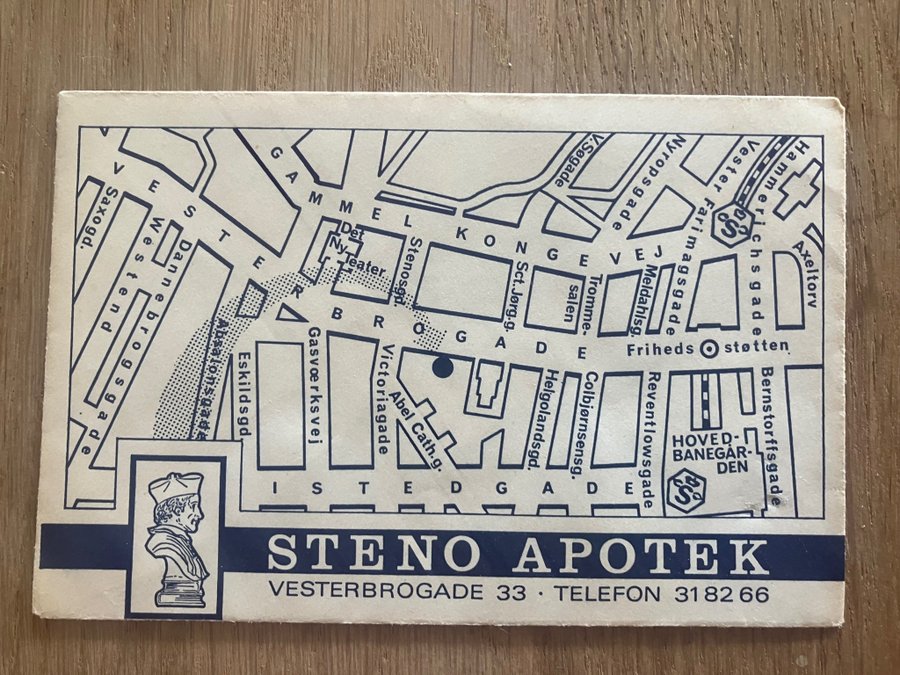 GAMMEL KONGEVEJ
VESTERBROGADE
V.Søgade
Nyropsgade
Vester Farimagsgade
Hammerichsgade
Axeltorv
Saxogd.
Westend
Dannebrogsgade
Det
Ny
Teater
Stenosgd.
Sct.Jørg.g.
Tromme-
salen
Meldahlsg.
S
Absalonsgade
Eskildsgd
Gasværksvej
Victoriagade
Abel Cath.g.
Helgolandsgd.
Colbjørnsensg.
Reventlowsgade
Friheds støtten
Bernstorffsgade
HOVED-
BANEGÅR-
DEN
S
ISTEDGADE
STENO APOTEK
VESTERBROGADE 33 · TELEFON 31 82 66